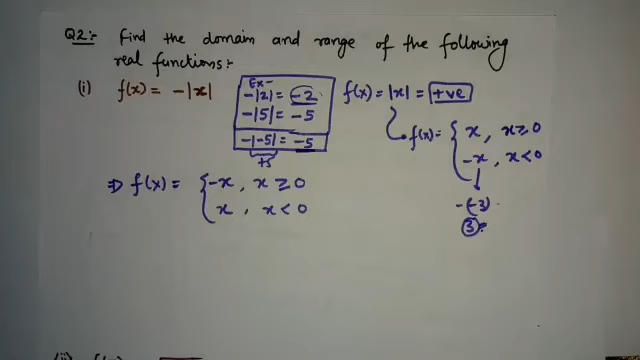 Q2:- Find the domain and range of the following
real functions:-
(i) f(x) = -|x|
Ex-
-|2| = -2
-|5| = -5
-|-5| = -5
+5
f(x) = |x| = +ve
f(x) = { x, x ≥ 0
-x, x < 0
-(-3)
3
⇒ f(x) = { -x, x ≥ 0
x, x < 0
(ii)